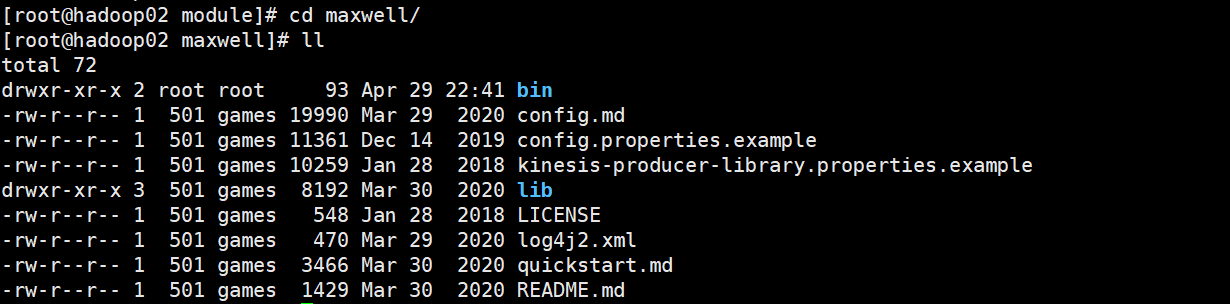 [root@hadoop02 module]# cd maxwell/
[root@hadoop02 maxwell]# ll
total 72
drwxr-xr-x 2 root root     93 Apr 29 22:41 bin
-rw-r--r-- 1  501 games 19990 Mar 29  2020 config.md
-rw-r--r-- 1  501 games 11361 Dec 14  2019 config.properties.example
-rw-r--r-- 1  501 games 10259 Jan 28  2018 kinesis-producer-library.properties.example
drwxr-xr-x 3  501 games  8192 Mar 30  2020 lib
-rw-r--r-- 1  501 games   548 Jan 28  2018 LICENSE
-rw-r--r-- 1  501 games   470 Mar 29  2020 log4j2.xml
-rw-r--r-- 1  501 games  3466 Mar 30  2020 quickstart.md
-rw-r--r-- 1  501 games  1429 Mar 30  2020 README.md